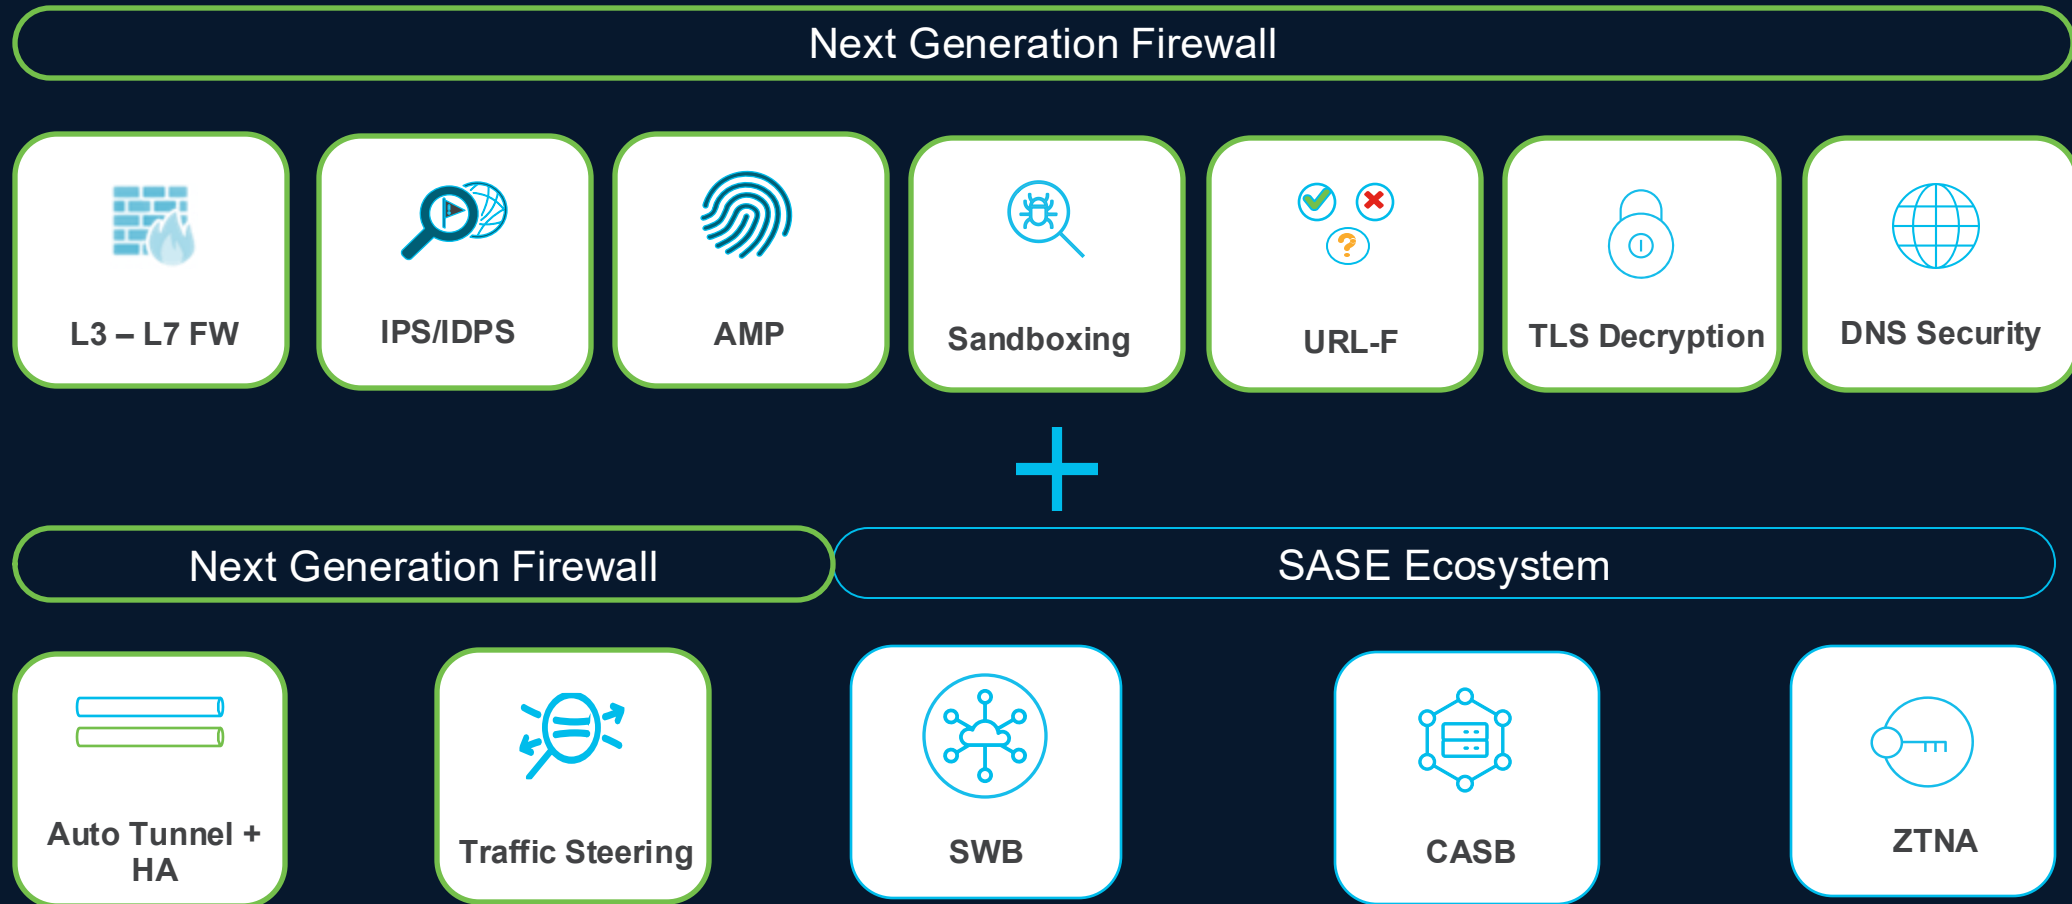 Next Generation Firewall
L3 – L7 FW
IPS/IDPS
AMP
Sandboxing
URL-F
TLS Decryption
DNS Security
Next Generation Firewall
SASE Ecosystem
Auto Tunnel +
HA
Traffic Steering
SWB
CASB
ZTNA